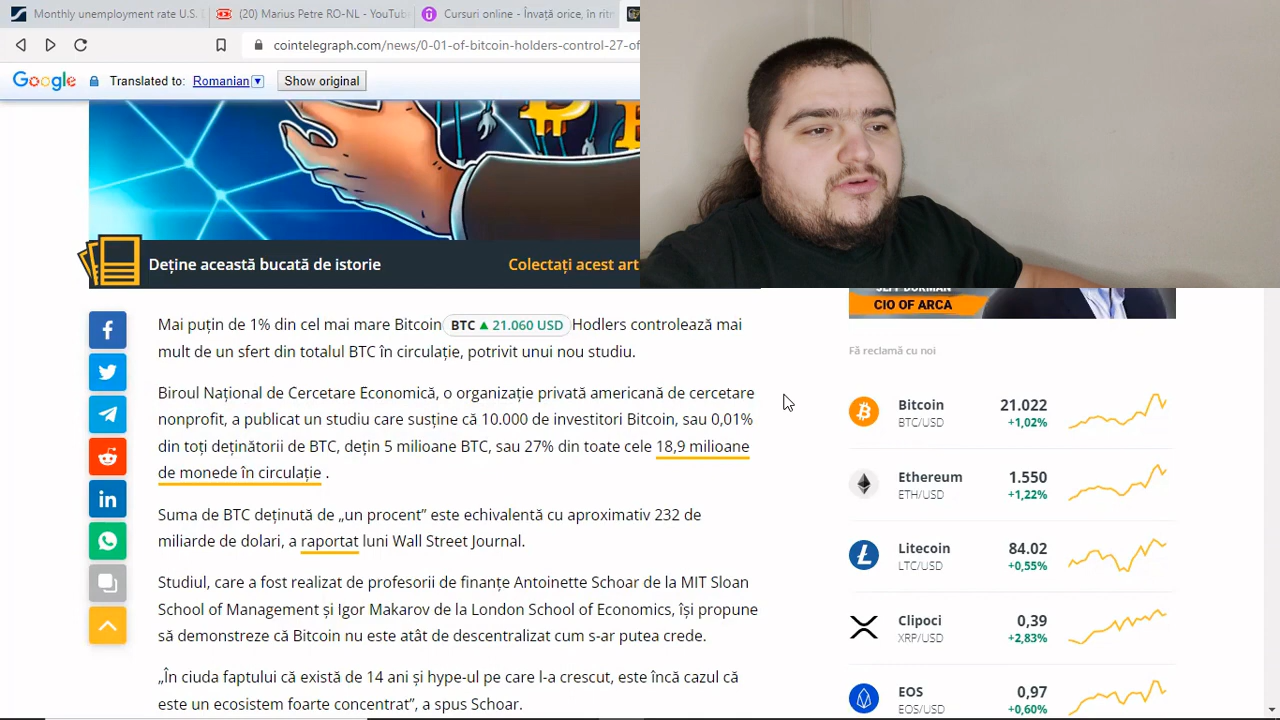 Monthly unemployment rate U.S.
(20) Marius Petre RO-NL - YouTube
Cursuri online - Învață orice, în ritm
cointelegraph.com/news/0-01-of-bitcoin-holders-control-27-of
Google Translated to: Romanian Show original
Deține această bucată de istorie
Colectați acest art
CIO OF ARCA
Fă reclamă cu noi
Mai puțin de 1% din cel mai mare Bitcoin BTC ▲ 21.060 USD Hodlers controlează mai
mult de un sfert din totalul BTC în circulație, potrivit unui nou studiu.
Biroul Național de Cercetare Economică, o organizație privată americană de cercetare
nonprofit, a publicat un studiu care susține că 10.000 de investitori Bitcoin, sau 0,01%
din toți deținătorii de BTC, dețin 5 milioane BTC, sau 27% din toate cele 18,9 milioane
de monede în circulație .
Suma de BTC deținută de „un procent” este echivalentă cu aproximativ 232 de
miliarde de dolari, a raportat luni Wall Street Journal.
Studiul, care a fost realizat de profesorii de finanțe Antoinette Schoar de la MIT Sloan
School of Management și Igor Makarov de la London School of Economics, își propune
să demonstreze că Bitcoin nu este atât de descentralizat cum s-ar putea crede.
„În ciuda faptului că există de 14 ani și hype-ul pe care l-a crescut, este încă cazul că
este un ecosistem foarte concentrat”, a spus Schoar.
Bitcoin 21.022
BTC/USD +1,02%
Ethereum 1.550
ETH/USD +1,22%
Litecoin 84.02
LTC/USD +0,55%
Clipoci 0,39
XRP/USD +2,83%
EOS 0,97
EOS/USD +0,60%